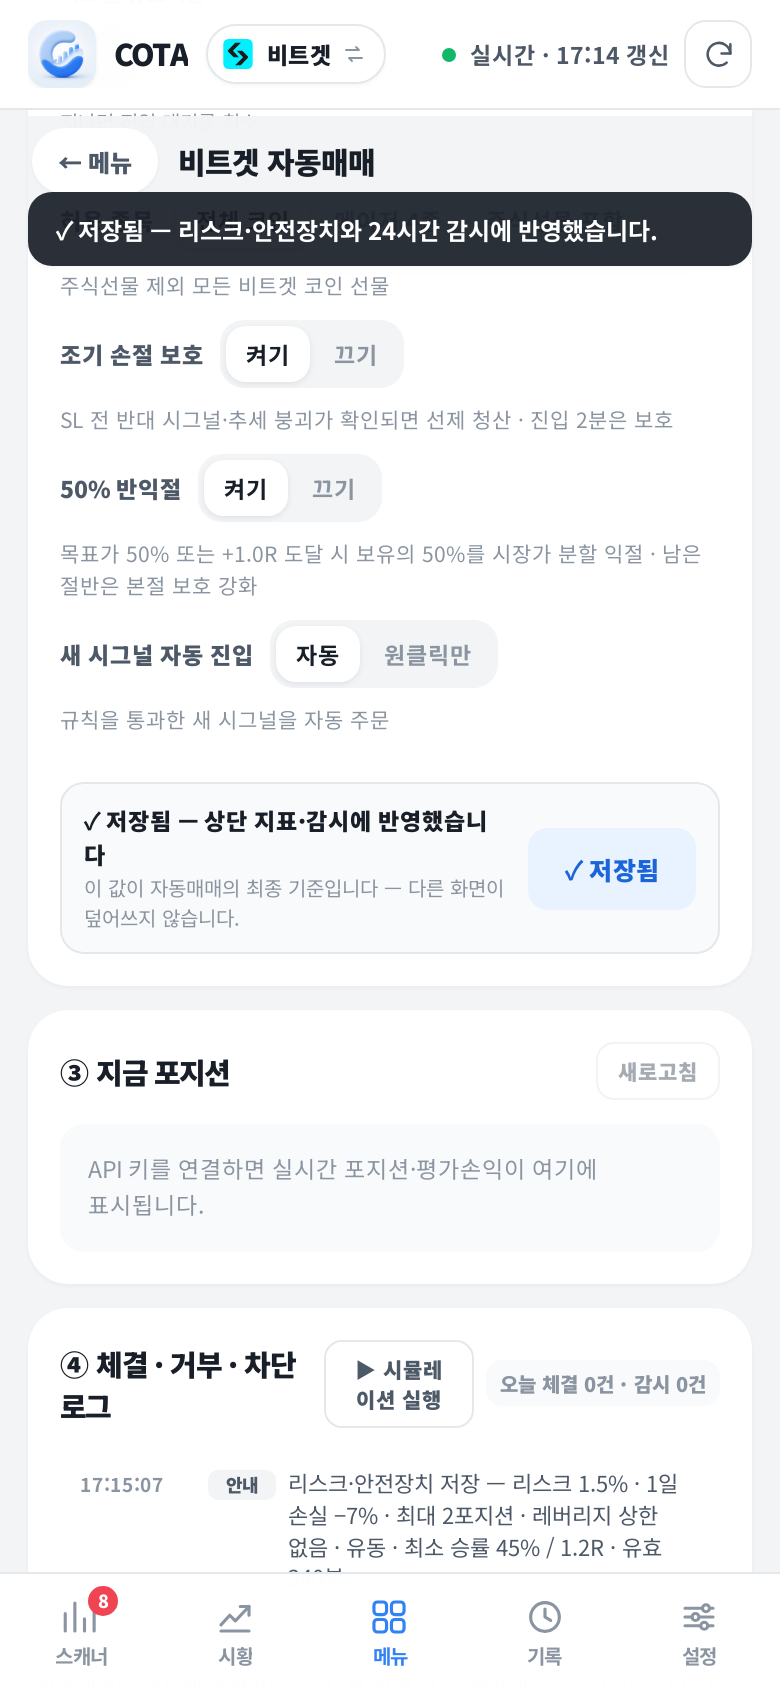 COTA
비트겟
실시간 · 17:14 갱신
← 메뉴
비트겟 자동매매
✓ 저장됨 — 리스크·안전장치와 24시간 감시에 반영했습니다.
주식선물 제외 모든 비트겟 코인 선물
조기 손절 보호
켜기
끄기
SL 전 반대 시그널·추세 붕괴가 확인되면 선제 청산 · 진입 2분은 보호
50% 반익절
켜기
끄기
목표가 50% 또는 +1.0R 도달 시 보유의 50%를 시장가 분할 익절 · 남은
절반은 본절 보호 강화
새 시그널 자동 진입
자동
원클릭만
규칙을 통과한 새 시그널을 자동 주문
✓ 저장됨 — 상단 지표·감시에 반영했습니
다
이 값이 자동매매의 최종 기준입니다 — 다른 화면이
덮어쓰지 않습니다.
✓ 저장됨
③ 지금 포지션
새로고침
API 키를 연결하면 실시간 포지션·평가손익이 여기에
표시됩니다.
④ 체결 · 거부 · 차단
로그
▶ 시뮬레
이션 실행
오늘 체결 0건 · 감시 0건
17:15:07
안내
리스크·안전장치 저장 — 리스크 1.5% · 1일
손실 −7% · 최대 2포지션 · 레버리지 상한
없음 · 유동 · 최소 승률 45% / 1.2R · 유효
8
스캐너
시황
메뉴
기록
설정